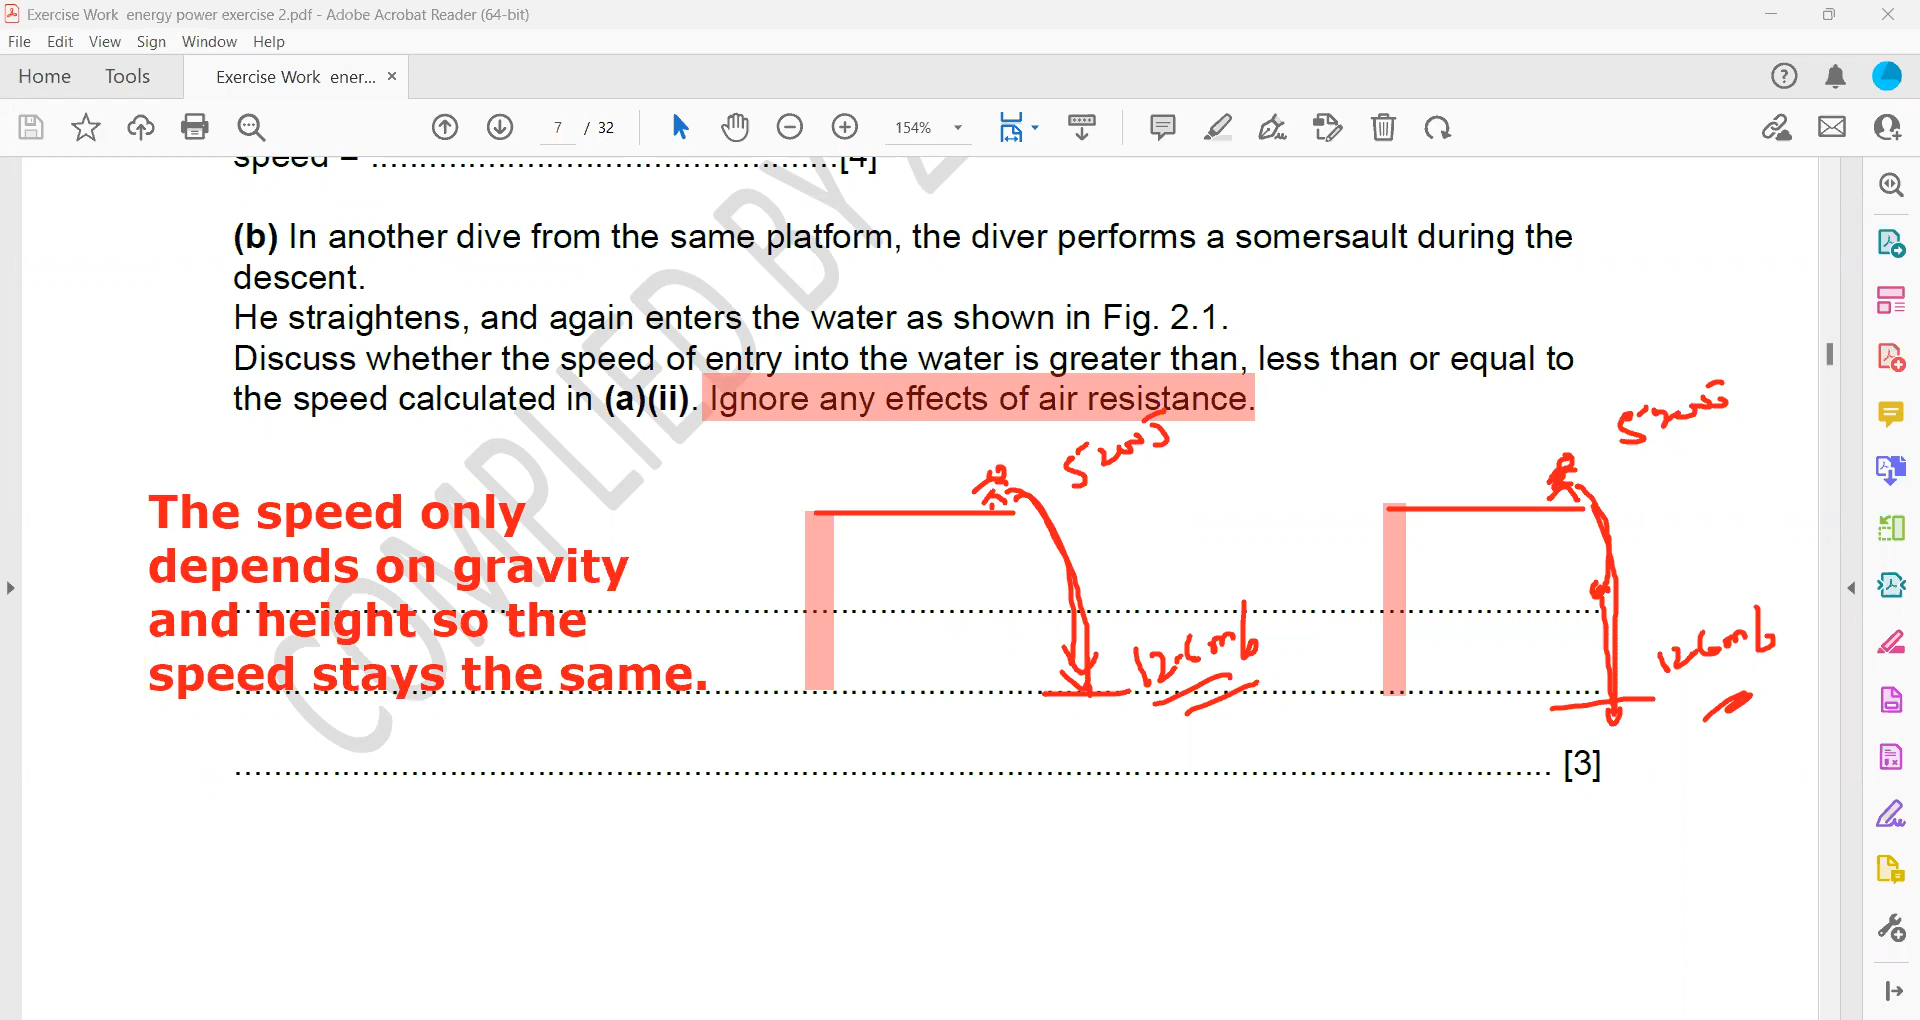 Exercise Work  energy power exercise 2.pdf - Adobe Acrobat Reader (64-bit)
File Edit View Sign Window Help
Home Tools Exercise Work  ener... ×
7 / 32 154%
speed = ................................................[4]
(b) In another dive from the same platform, the diver performs a somersault during the
descent.
He straightens, and again enters the water as shown in Fig. 2.1.
Discuss whether the speed of entry into the water is greater than, less than or equal to
the speed calculated in (a)(ii). Ignore any effects of air resistance.
The speed only
depends on gravity
and height so the
speed stays the same.
[3]
COMPLIED BY